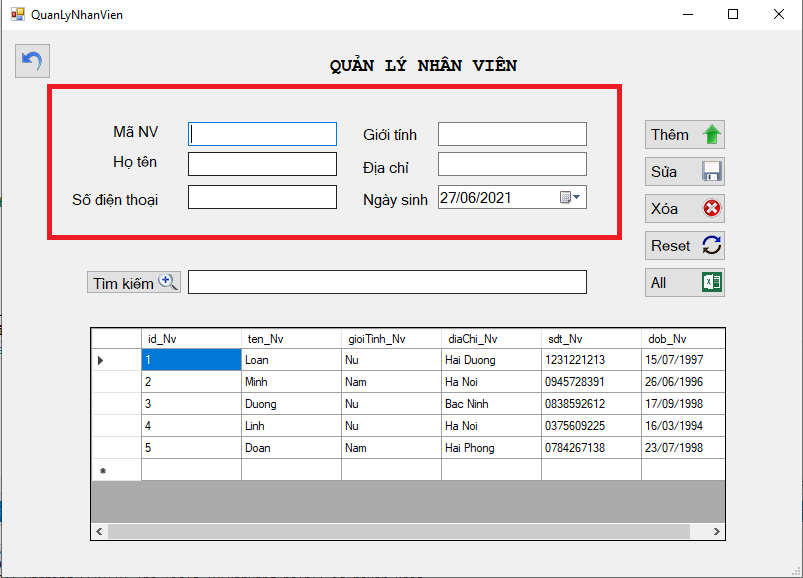 QuanLyNhanVien
QUẢN LÝ NHÂN VIÊN
Mã NV
Giới tính
Thêm
Họ tên
Địa chỉ
Sửa
Số điện thoại
Ngày sinh 27/06/2021
Xóa
Reset
Tìm kiếm
All
id_Nv ten_Nv gioiTinh_Nv diaChi_Nv sdt_Nv dob_Nv
1 Loan Nu Hai Duong 1231221213 15/07/1997
2 Minh Nam Ha Noi 0945728391 26/06/1996
3 Duong Nu Bac Ninh 0838592612 17/09/1998
4 Linh Nu Ha Noi 0375609225 16/03/1994
5 Doan Nam Hai Phong 0784267138 23/07/1998